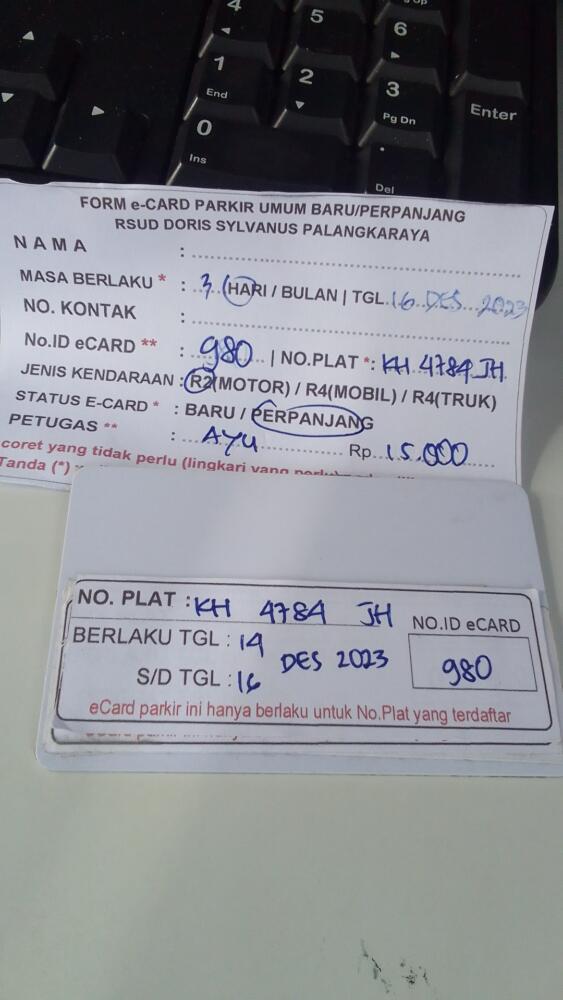 4
5
6
1
End
2
3
Pg Dn
Enter
0
Ins
.
Del
FORM e-CARD PARKIR UMUM BARU/PERPANJANG
RSUD DORIS SYLVANUS PALANGKARAYA
NAMA :
MASA BERLAKU * : 3 HARI / BULAN | TGL. 16 DES 2023
NO. KONTAK :
No.ID eCARD ** : 980 | NO.PLAT *: KH 4784 JH
JENIS KENDARAAN : R2(MOTOR) / R4(MOBIL) / R4(TRUK)
STATUS E-CARD * : BARU / PERPANJANG
PETUGAS ** : AYU Rp. 15.000
coret yang tidak perlu (lingkari yang
Tanda (*)
NO. PLAT : KH 4784 JH
NO.ID eCARD
BERLAKU TGL : 14
DES 2023
980
S/D TGL : 16
eCard parkir ini hanya berlaku untuk No.Plat yang terdaftar